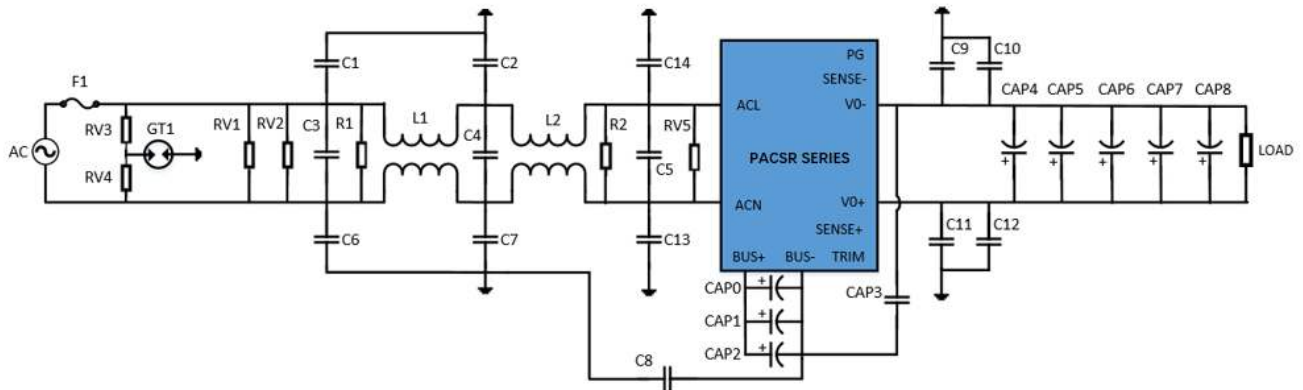 C1
C2
C14
PG
C9
C10
F1
SENSE-
CAP4
CAP5
CAP6
CAP7
CAP8
ACL
V0-
RV3
GT1
RV1
RV2
C3
R1
L1
C4
L2
R2
RV5
AC
PACSR SERIES
LOAD
RV4
C5
+
+
+
+
+
ACN
V0+
C6
C7
C13
SENSE+
C11
C12
BUS+
BUS-
TRIM
CAP0
+
CAP3
CAP1
+
CAP2
+
C8